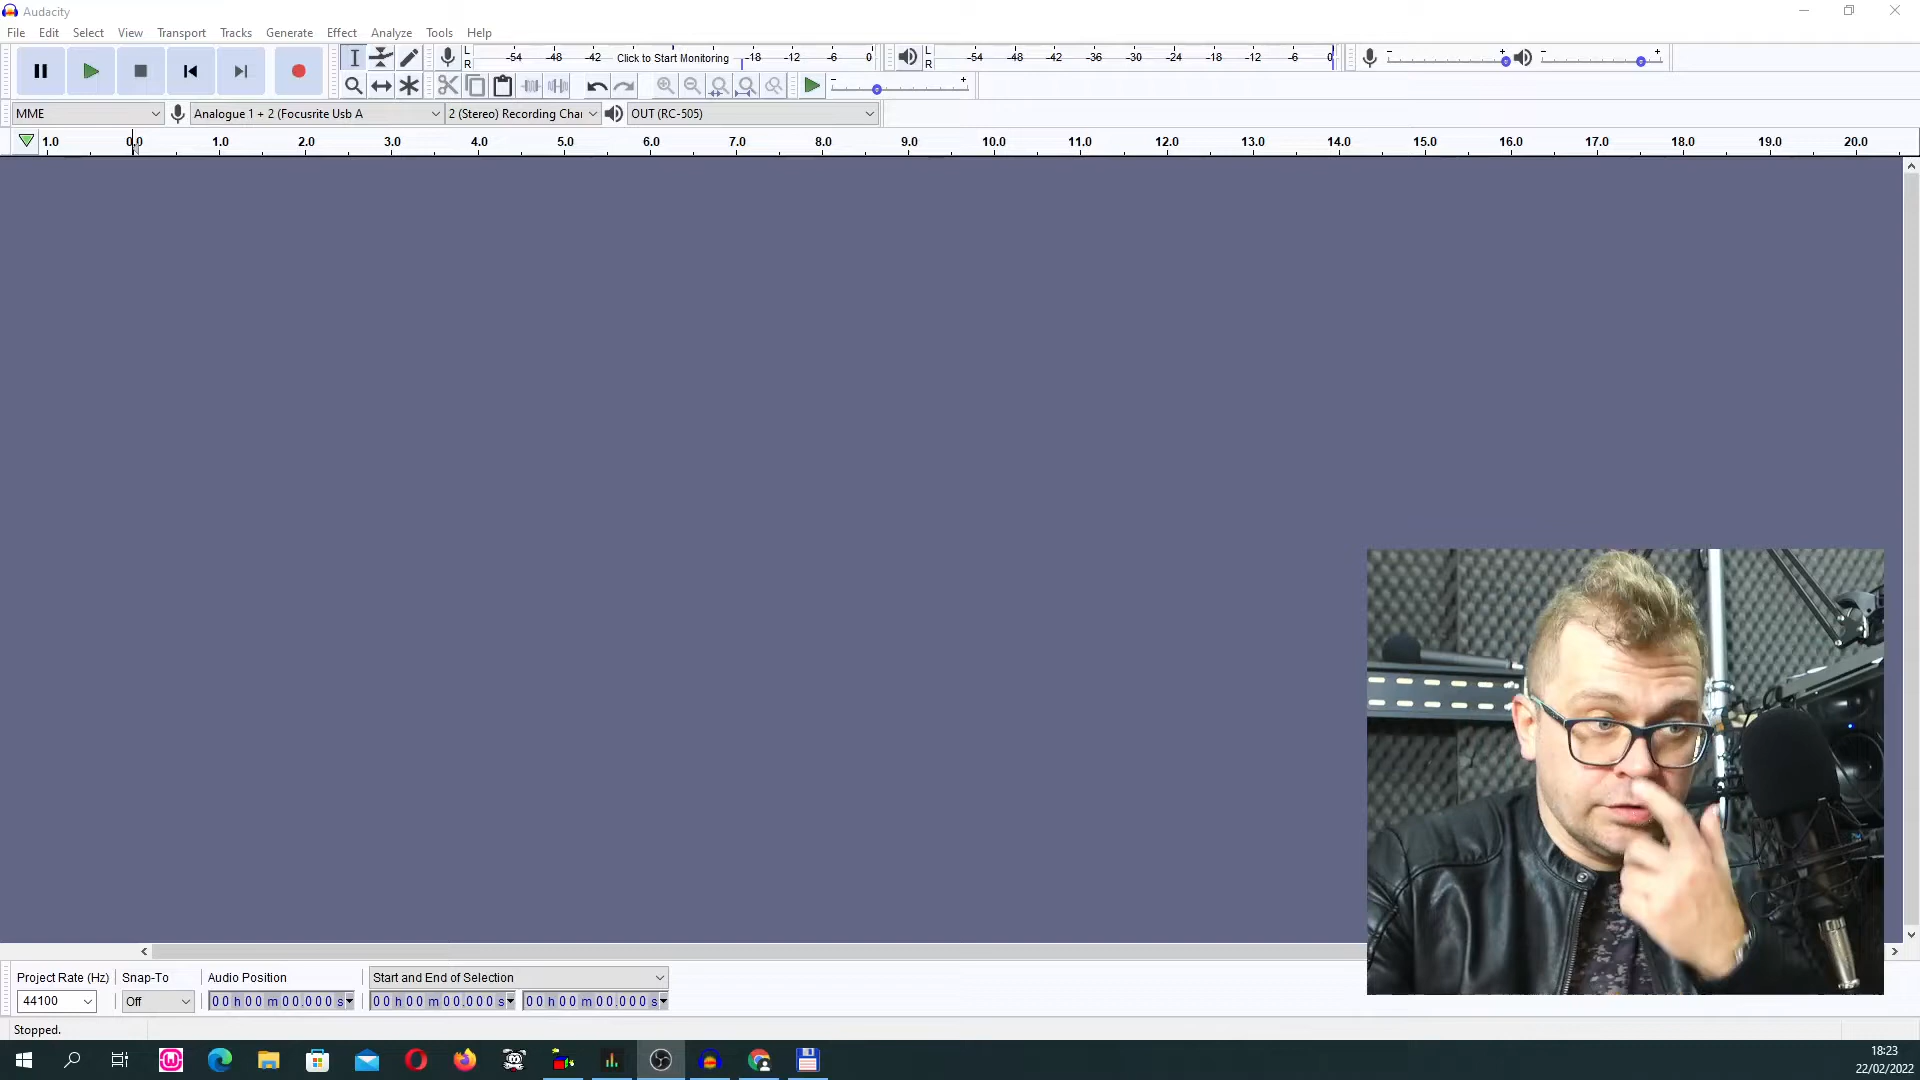 Audacity
File Edit Select View Transport Tracks Generate Effect Analyze Tools Help
L -54 -48 -42 Click to Start Monitoring -18 -12 -6 0 L -54 -48 -42 -36 -30 -24 -18 -12 -6 0 - + - +
R R
- +
MME Analogue 1 + 2 (Focusrite Usb A 2 (Stereo) Recording Char OUT (RC-505)
1.0 0.0 1.0 2.0 3.0 4.0 5.0 6.0 7.0 8.0 9.0 10.0 11.0 12.0 13.0 14.0 15.0 16.0 17.0 18.0 19.0 20.0
Project Rate (Hz) Snap-To Audio Position Start and End of Selection
44100 Off 00 h 00 m 00.000 s 00 h 00 m 00.000 s 00 h 00 m 00.000 s
Stopped.
18:23
22/02/2022